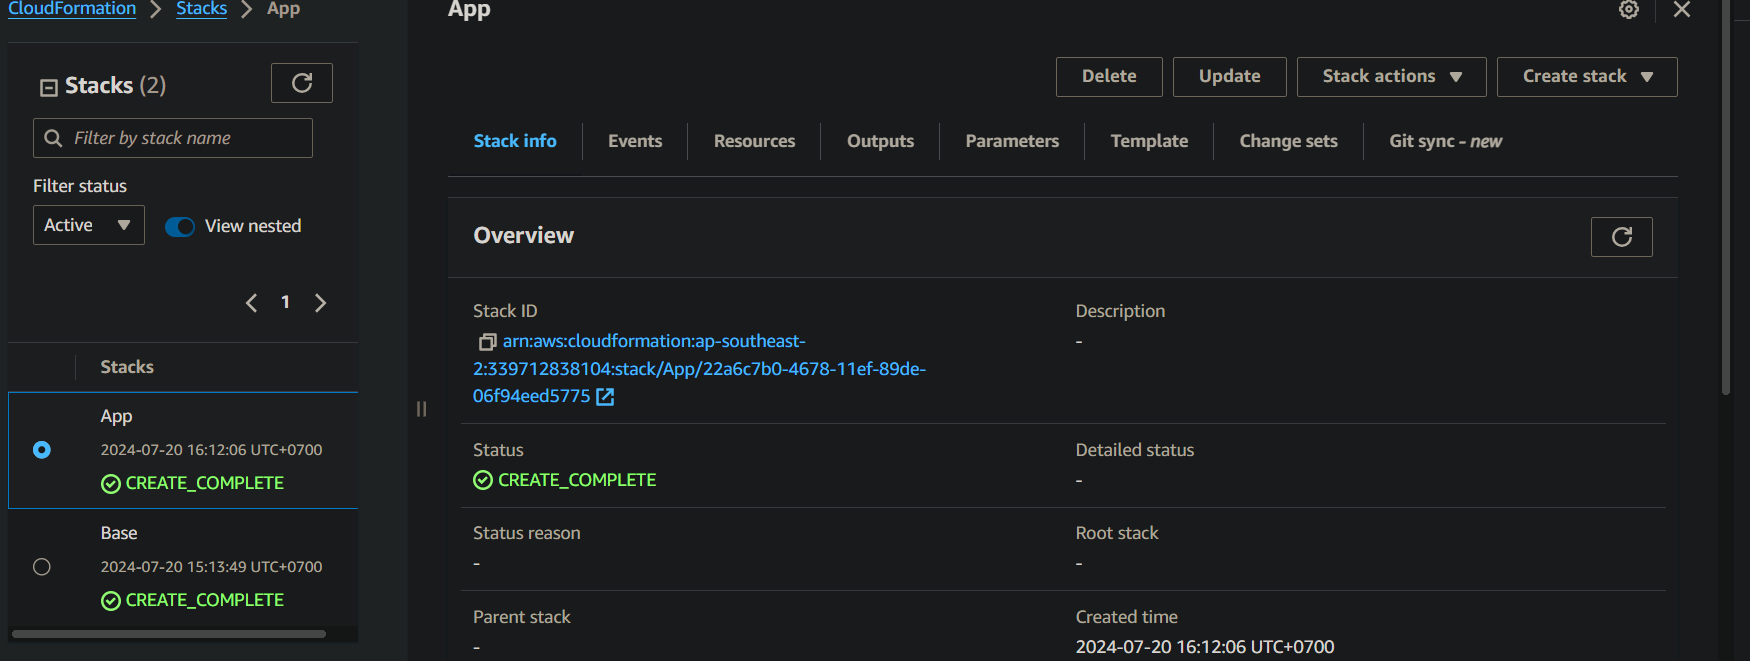 CloudFormation > Stacks > App
Stacks (2)
Filter by stack name
Filter status
Active
View nested
1
Stacks
App
2024-07-20 16:12:06 UTC+0700
CREATE_COMPLETE
Base
2024-07-20 15:13:49 UTC+0700
CREATE_COMPLETE
App
Delete Update Stack actions Create stack
Stack info Events Resources Outputs Parameters Template Change sets Git sync - new
Overview
Stack ID
arn:aws:cloudformation:ap-southeast-
2:339712838104:stack/App/22a6c7b0-4678-11ef-89de-
06f94eed5775
Description
-
Status
CREATE_COMPLETE
Detailed status
-
Status reason
-
Root stack
-
Parent stack
-
Created time
2024-07-20 16:12:06 UTC+0700